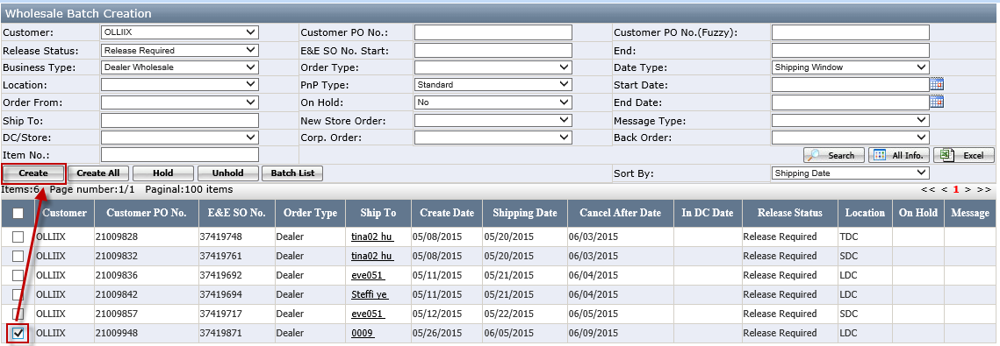 Wholesale Batch Creation
Customer: OLLIIX Customer PO No.: Customer PO No.(Fuzzy):
Release Status: Release Required E&E SO No. Start: End:
Business Type: Dealer Wholesale Order Type: Date Type: Shipping Window
Location: PnP Type: Standard Start Date:
Order From: On Hold: No End Date:
Ship To: New Store Order: Message Type:
DC/Store: Corp. Order: Back Order:
Item No.: Search All Info. Excel
Create Create All Hold Unhold Batch List Sort By: Shipping Date
Items:6 Page number:1/1 Paginal:100 items << < 1 > >>
Customer Customer PO No. E&E SO No. Order Type Ship To Create Date Shipping Date Cancel After Date In DC Date Release Status Location On Hold Message
OLLIIX 21009828 37419748 Dealer tina02 hu 05/08/2015 05/20/2015 06/03/2015 Release Required TDC
OLLIIX 21009832 37419761 Dealer tina02 hu 05/08/2015 05/20/2015 06/03/2015 Release Required SDC
OLLIIX 21009836 37419692 Dealer eve051 05/11/2015 05/21/2015 06/04/2015 Release Required LDC
OLLIIX 21009842 37419694 Dealer Steffi ye 05/11/2015 05/21/2015 06/04/2015 Release Required LDC
OLLIIX 21009857 37419717 Dealer eve051 05/12/2015 05/22/2015 06/05/2015 Release Required SDC
OLLIIX 21009948 37419871 Dealer 0009 05/26/2015 06/05/2015 06/09/2015 Release Required LDC